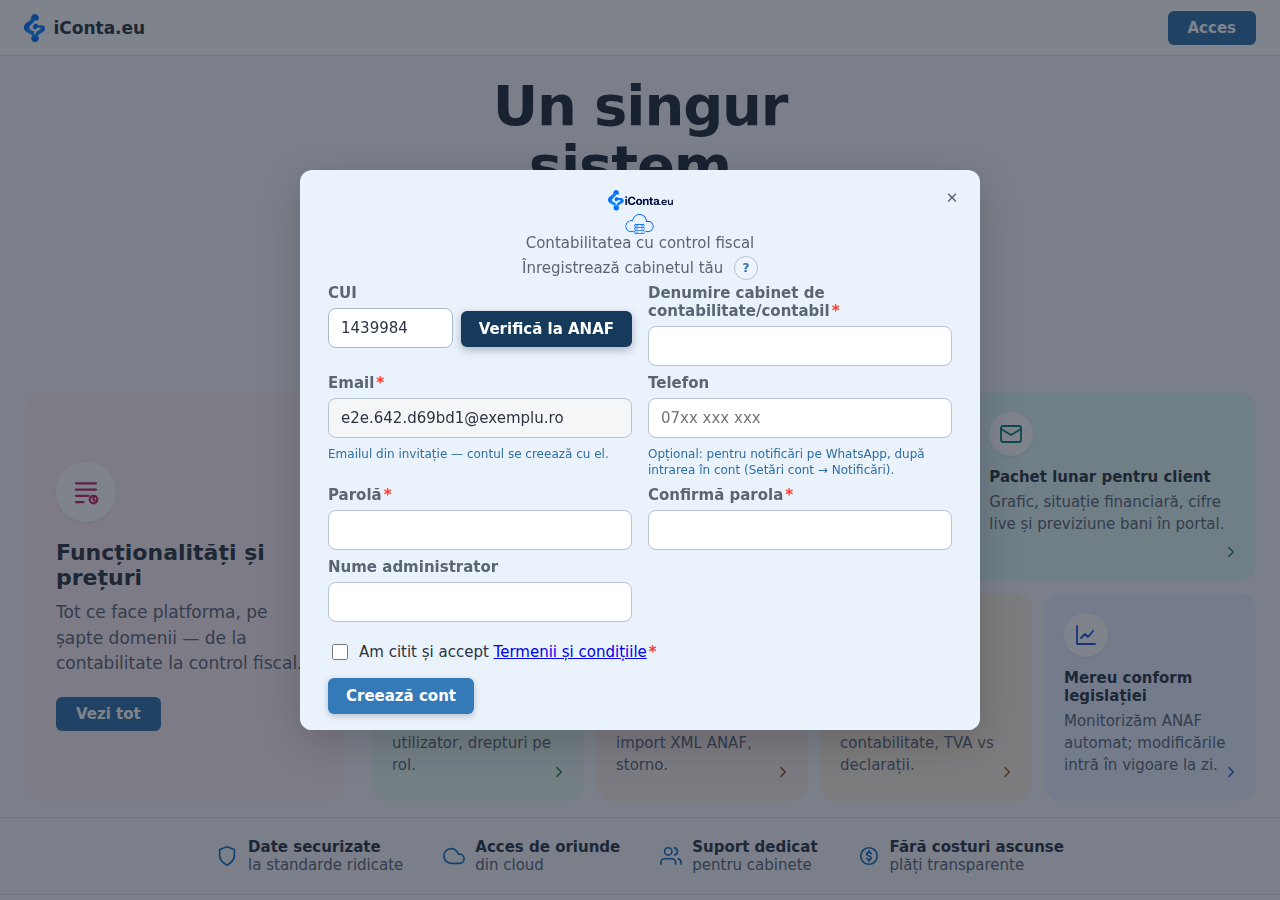 iConta.eu
Acces
Un singur
sistem
iConta.eu
×
Contabilitatea cu control fiscal
Înregistrează cabinetul tău ?
CUI
1439984
Verifică la ANAF
Denumire cabinet de
contabilitate/contabil*
Email*
e2e.642.d69bd1@exemplu.ro
Emailul din invitație — contul se creează cu el.
Telefon
07xx xxx xxx
Opțional: pentru notificări pe WhatsApp, după
intrarea în cont (Setări cont → Notificări).
Parolă*
Confirmă parola*
Nume administrator
Am citit și accept Termenii și condițiile*
Creează cont
Funcționalități și
prețuri
Tot ce face platforma, pe
șapte domenii — de la
contabilitate la control fiscal.
Vezi tot
Pachet lunar pentru client
Grafic, situație financiară, cifre
live și previziune bani în portal.
utilizator, drepturi pe
rol.
import XML ANAF,
storno.
contabilitate, TVA vs
declarații.
Mereu conform
legislației
Monitorizăm ANAF
automat; modificările
intră în vigoare la zi.
Date securizate
la standarde ridicate
Acces de oriunde
din cloud
Suport dedicat
pentru cabinete
Fără costuri ascunse
plăți transparente